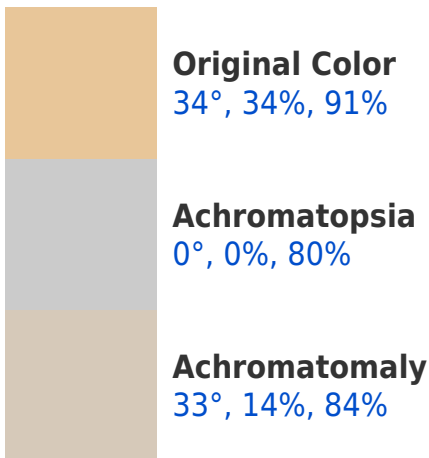 Original Color
34°, 34%, 91%
Achromatopsia
0°, 0%, 80%
Achromatomaly
33°, 14%, 84%